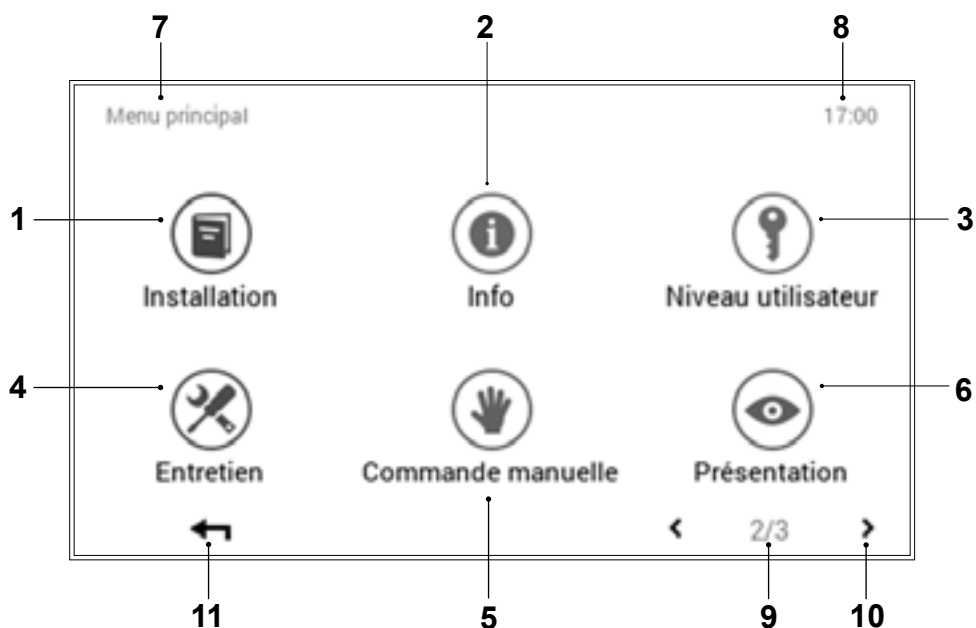 7 2 8
Menu principal 17:00
1 3
Installation Info Niveau utilisateur
4 6
Entretien Commande manuelle Présentation
< 2/3 >
11 5 9 10